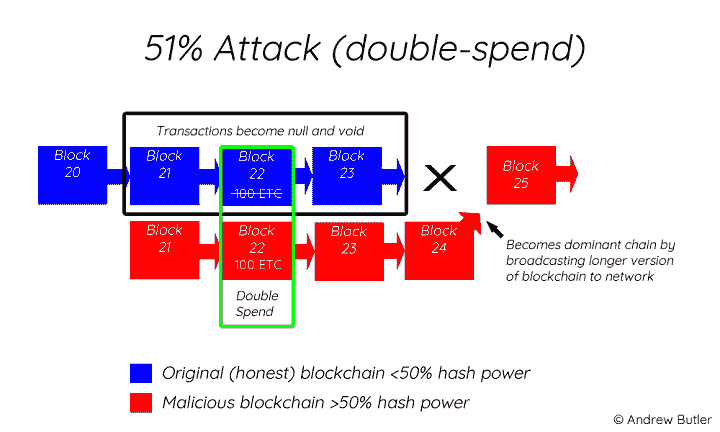 51% Attack (double-spend)
Transactions become null and void
Block
20
Block
21
Block
22
100 ETC
Block
23
Block
25
Block
21
Block
22
100 ETC
Block
23
Block
24
Becomes dominant chain by
broadcasting longer version
of blockchain to network
Double
Spend
Original (honest) blockchain <50% hash power
Malicious blockchain >50% hash power
© Andrew Butler